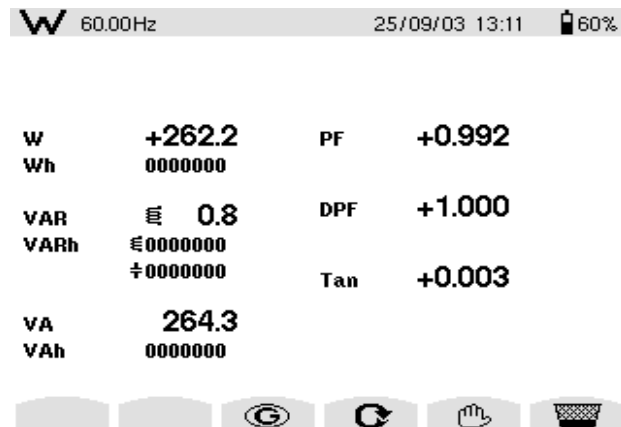 W 60.00Hz 25/09/03 13:11 60%
W +262.2 PF +0.992
Wh 0000000
VAR 0.8 DPF +1.000
VARh 0000000
0000000 Tan +0.003
VA 264.3
VAh 0000000
G